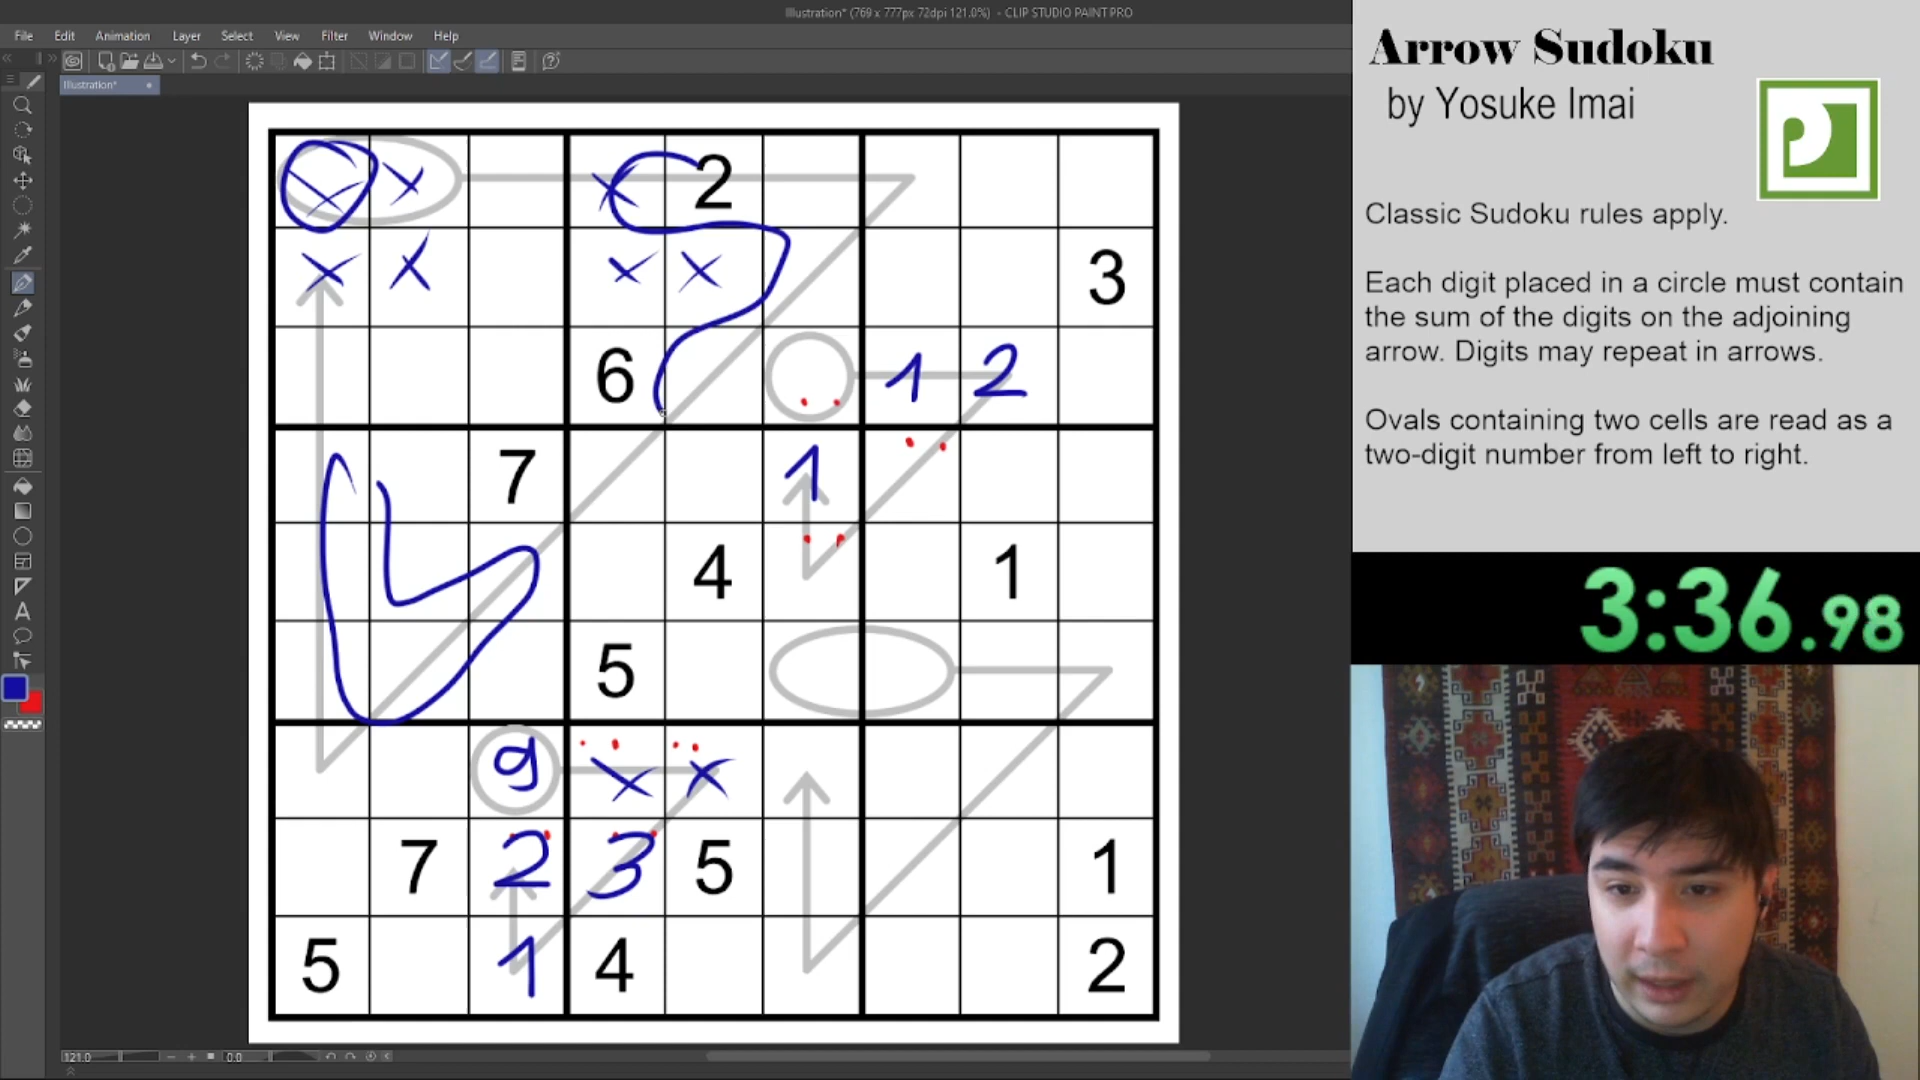 Illustration* (769 x 777px 72dpi 121.0%) - CLIP STUDIO PAINT PRO
File Edit Animation Layer Select View Filter Window Help
Illustration*
Arrow Sudoku
by Yosuke Imai
Classic Sudoku rules apply.
Each digit placed in a circle must contain
the sum of the digits on the adjoining
arrow. Digits may repeat in arrows.
Ovals containing two cells are read as a
two-digit number from left to right.
3:36.98
x x x 2
x x x x 3
6 1 2
7 1
4 1
5
9 x x
7 2 3 5 1
5 1 4 2
121.0 0.0